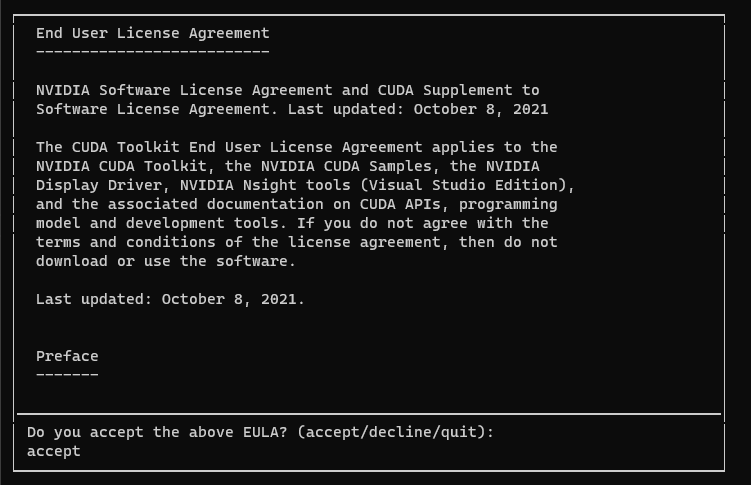 End User License Agreement
--------------------------
NVIDIA Software License Agreement and CUDA Supplement to
Software License Agreement. Last updated: October 8, 2021
The CUDA Toolkit End User License Agreement applies to the
NVIDIA CUDA Toolkit, the NVIDIA CUDA Samples, the NVIDIA
Display Driver, NVIDIA Nsight tools (Visual Studio Edition),
and the associated documentation on CUDA APIs, programming
model and development tools. If you do not agree with the
terms and conditions of the license agreement, then do not
download or use the software.
Last updated: October 8, 2021.
Preface
-------
Do you accept the above EULA? (accept/decline/quit):
accept